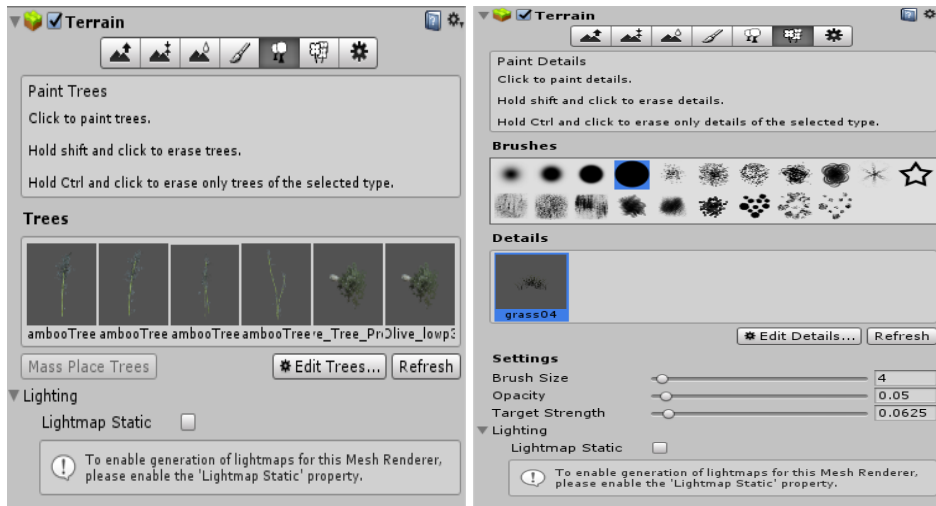 Terrain
Paint Trees
Click to paint trees.
Hold shift and click to erase trees.
Hold Ctrl and click to erase only trees of the selected type.
Trees
ambooTree ambooTree ambooTree ambooTree e_Tree_Pr Olive_lowp3
Mass Place Trees Edit Trees... Refresh
Lighting
Lightmap Static
To enable generation of lightmaps for this Mesh Renderer,
please enable the 'Lightmap Static' property.
Terrain
Paint Details
Click to paint details.
Hold shift and click to erase details.
Hold Ctrl and click to erase only details of the selected type.
Brushes
Details
grass04
Edit Details... Refresh
Settings
Brush Size 4
Opacity 0.05
Target Strength 0.0625
Lighting
Lightmap Static
To enable generation of lightmaps for this Mesh Renderer,
please enable the 'Lightmap Static' property.